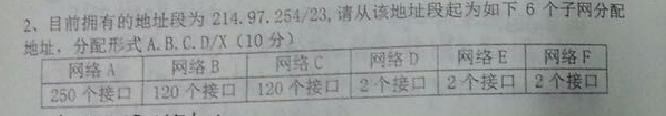 2、目前拥有的地址段为 214.97.254/23,请从该地址段起为如下 6 个子网分配
地址，分配形式 A.B.C.D/X（10 分）
网络 A 网络 B 网络 C 网络 D 网络 E 网络 F
250 个接口 120 个接口 120 个接口 2 个接口 2 个接口 2 个接口